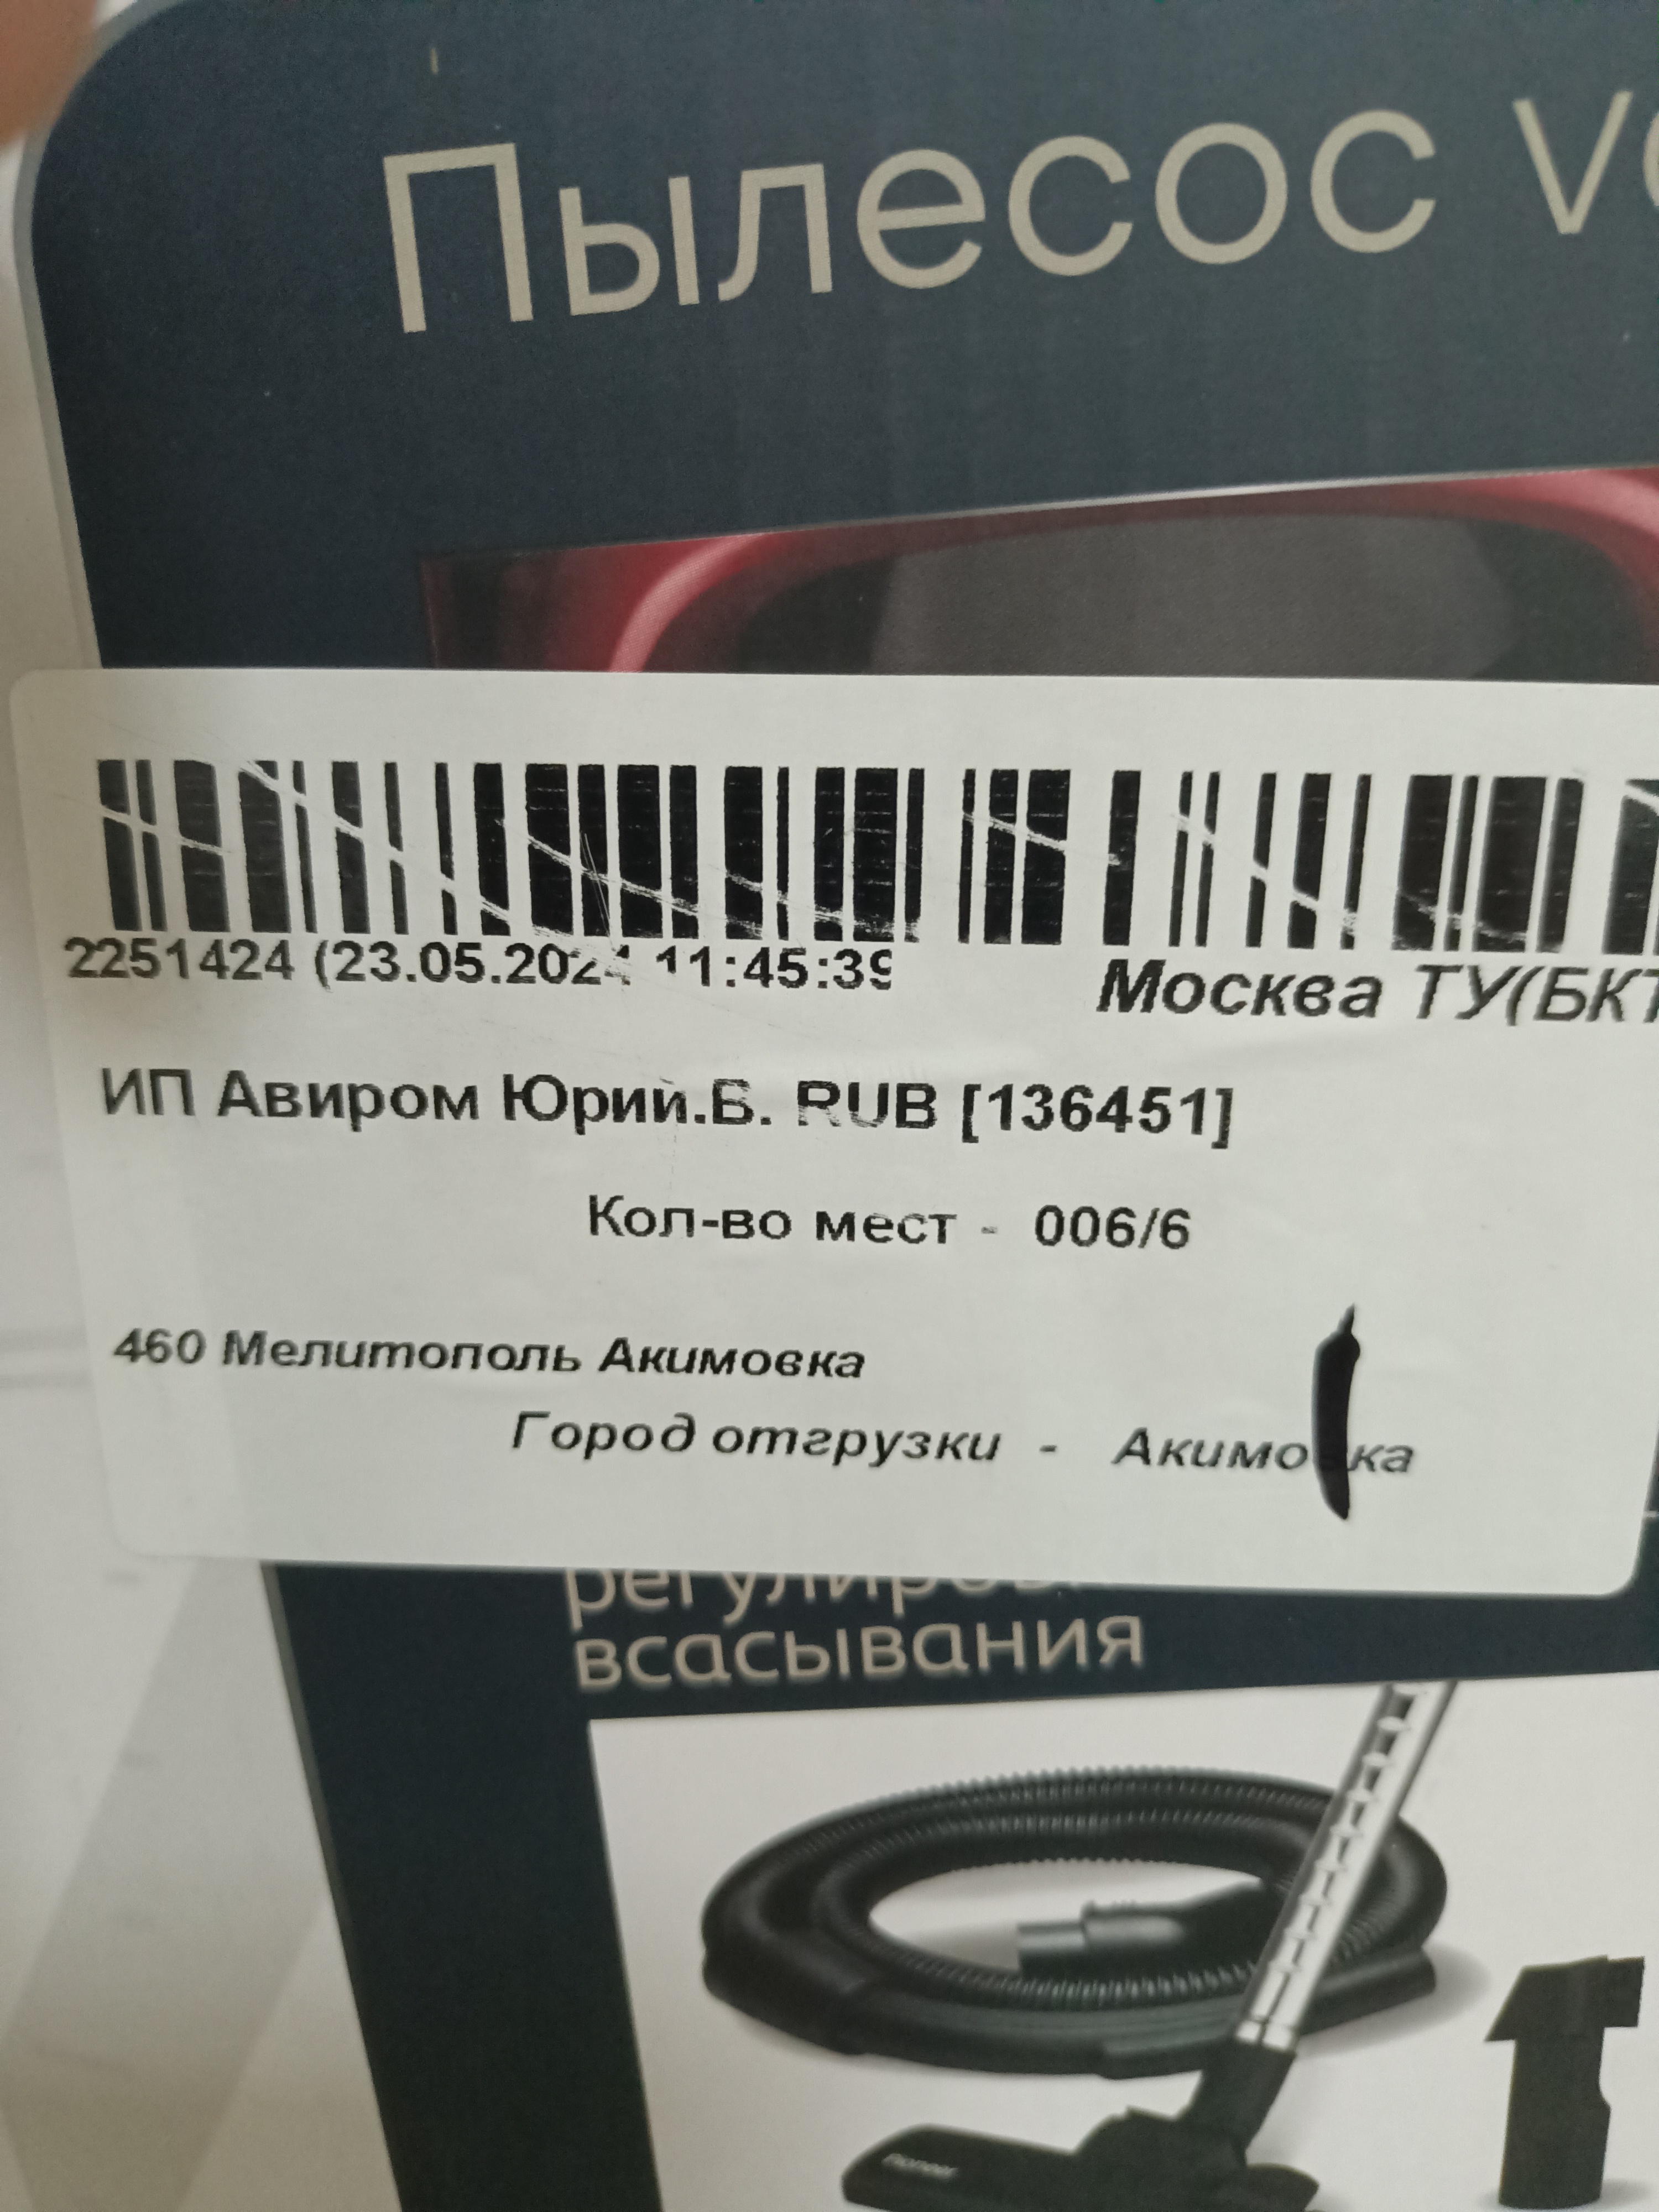 Пылесос
2251424 (23.05.2024 11:45:39
Москва ТУ(БКТ
ИП Авиром Юрий.Б. RUB [136451]
Кол-во мест - 006/6
460 Мелитополь Акимовка
Город отгрузки - Акимовка
всасывания
pioneer